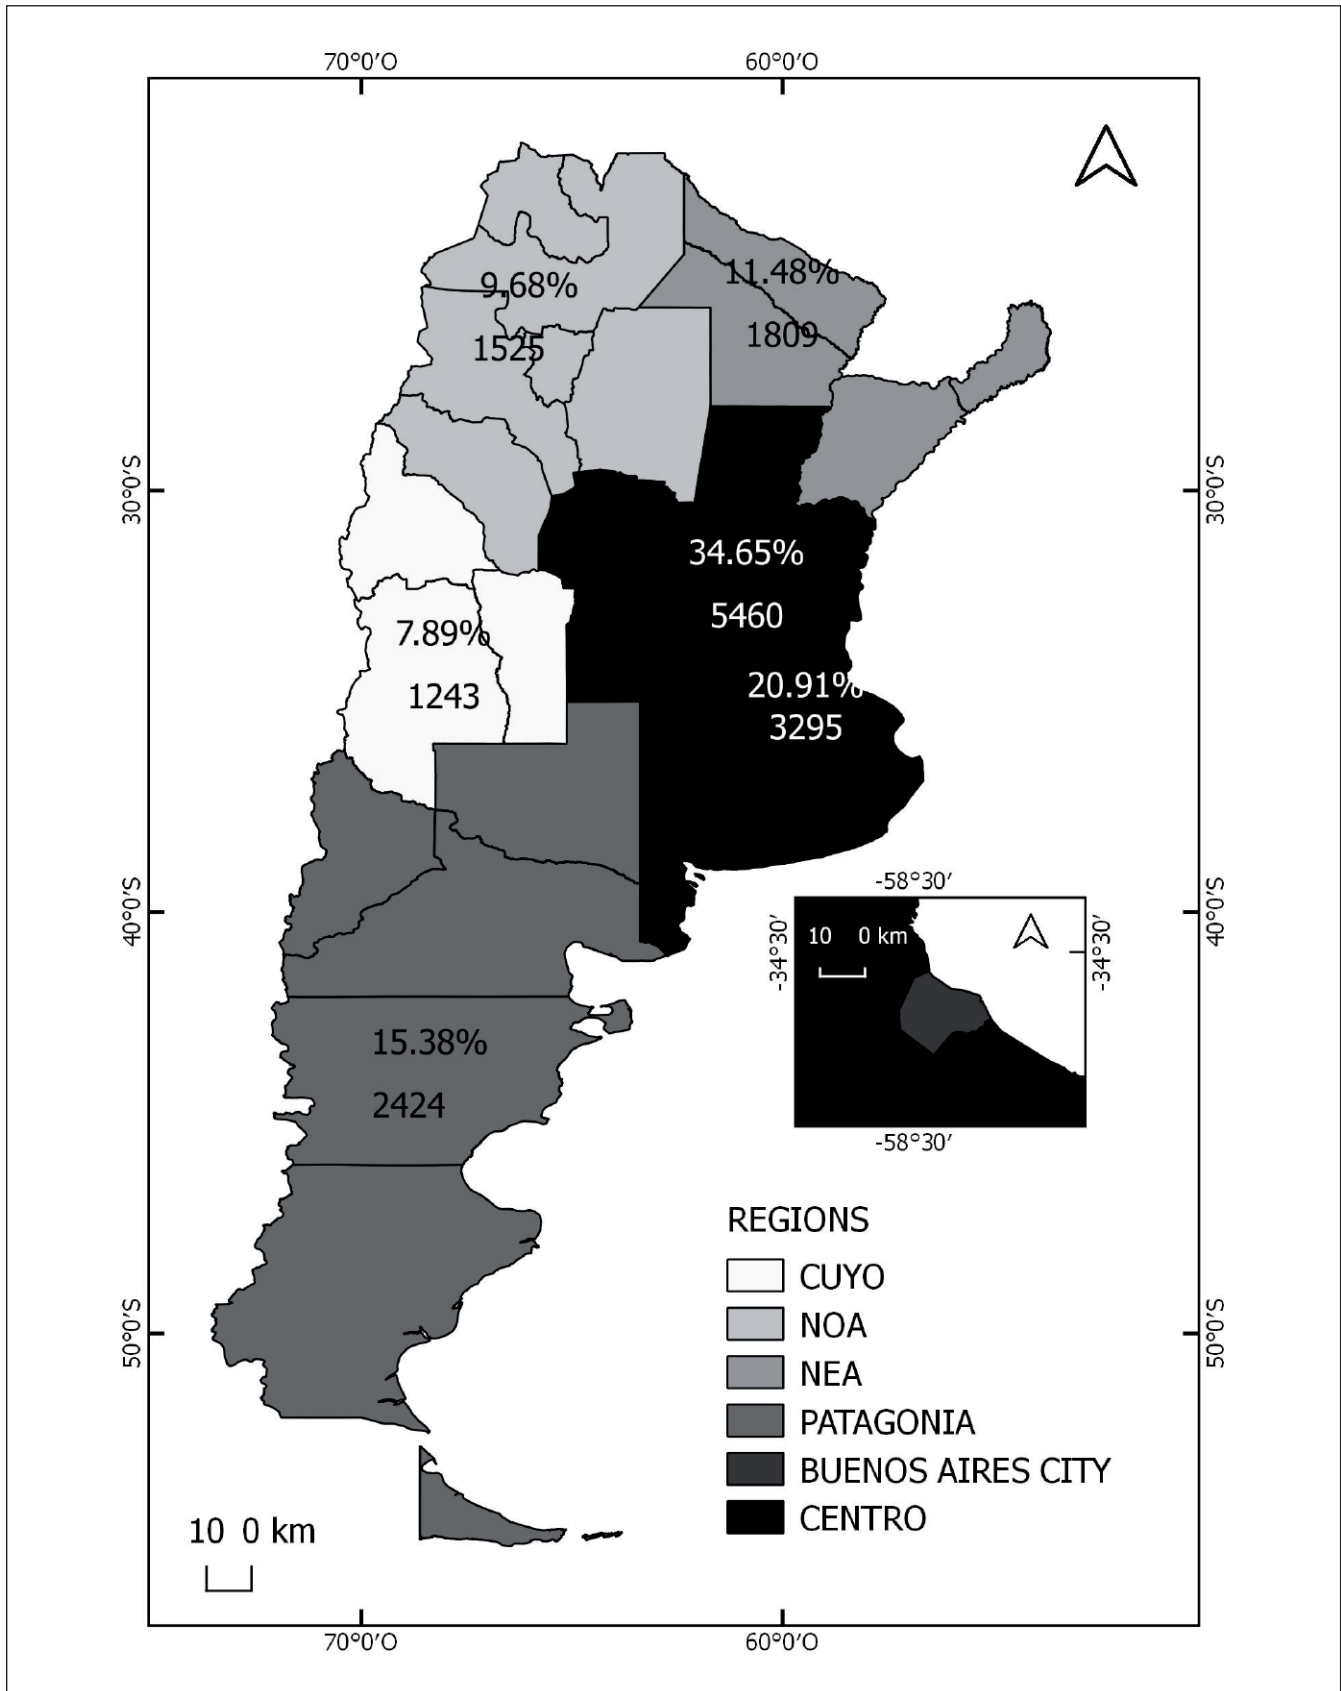 70°0'O
60°0'O
9.68%
11.48%
1525
1809
30°0'S
30°0'S
34.65%
5460
7.89%
1243
20.91%
3295
40°0'S
40°0'S
-58°30'
10 0 km
-34°30'
-34°30'
-58°30'
15.38%
2424
REGIONS
CUYO
NOA
NEA
PATAGONIA
BUENOS AIRES CITY
CENTRO
50°0'S
50°0'S
10 0 km
70°0'O
60°0'O